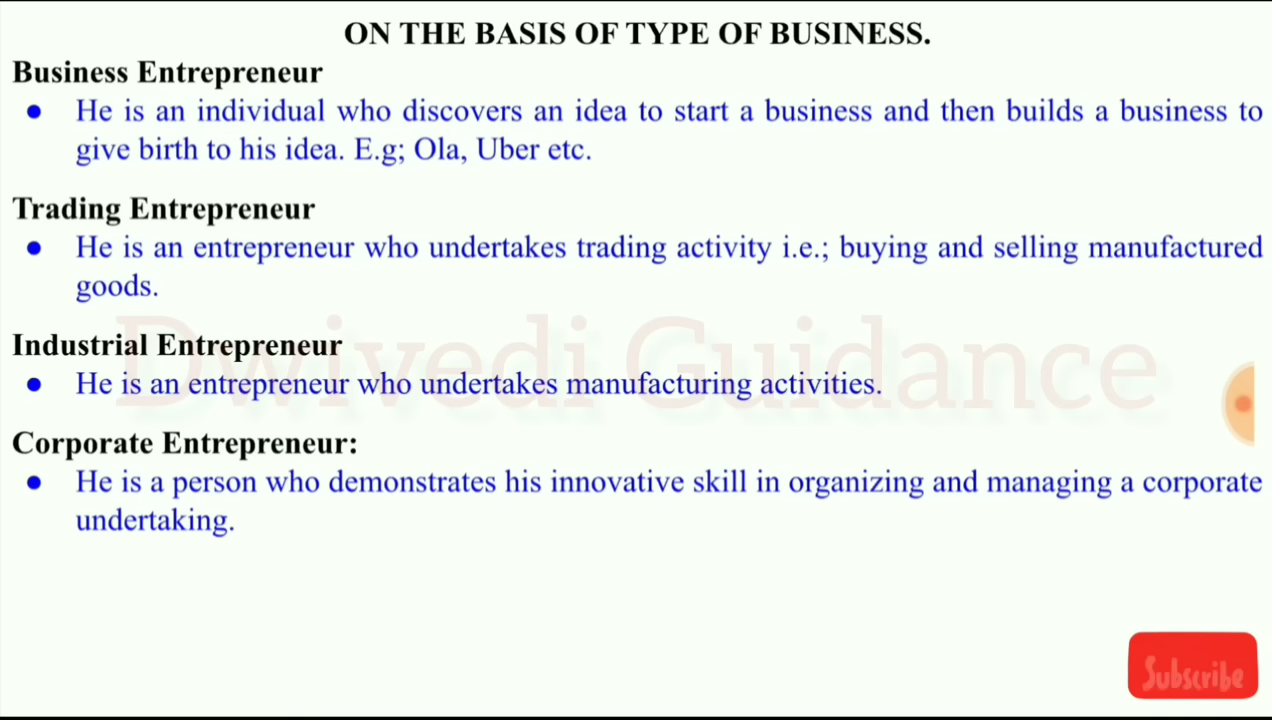 ON THE BASIS OF TYPE OF BUSINESS.
Business Entrepreneur
● He is an individual who discovers an idea to start a business and then builds a business to
give birth to his idea. E.g; Ola, Uber etc.
Trading Entrepreneur
● He is an entrepreneur who undertakes trading activity i.e.; buying and selling manufactured
goods.
Dwivedi Guidance
Industrial Entrepreneur
● He is an entrepreneur who undertakes manufacturing activities.
Corporate Entrepreneur:
● He is a person who demonstrates his innovative skill in organizing and managing a corporate
undertaking.
Subscribe